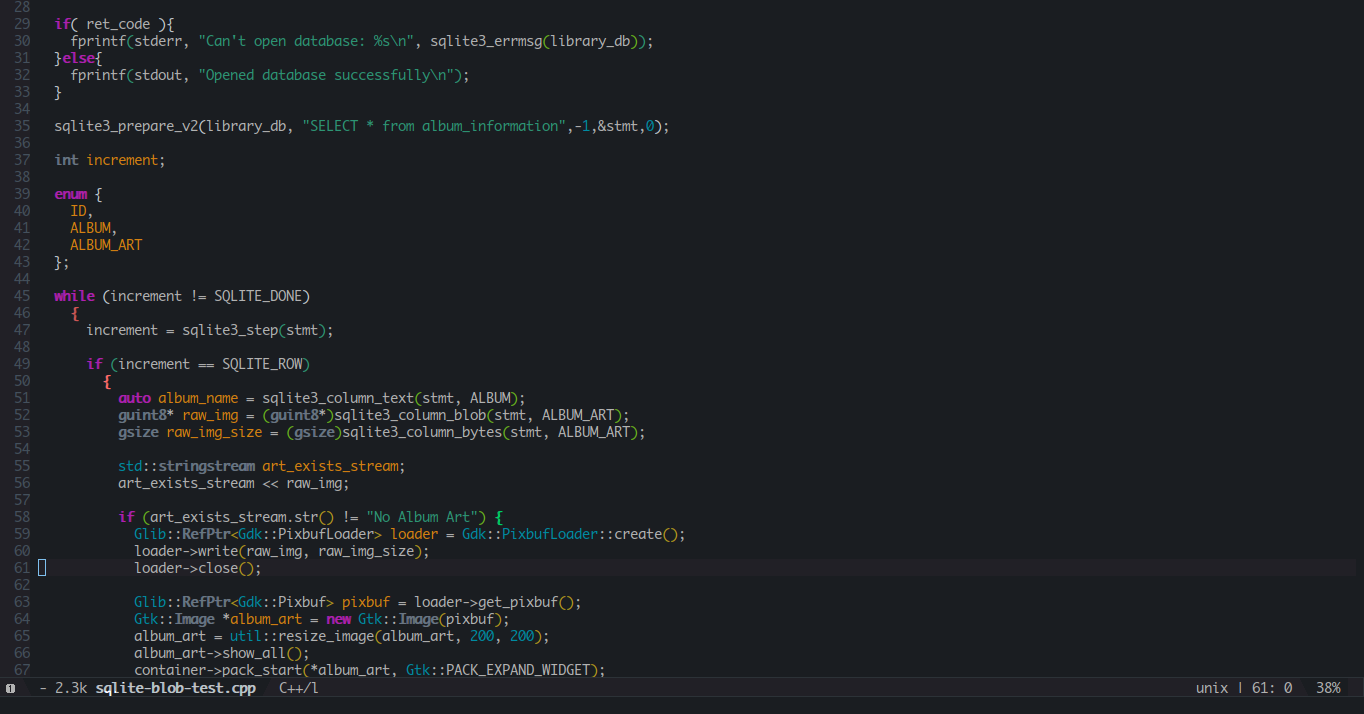 28
29 if( ret_code ){
30 fprintf(stderr, "Can't open database: %s\n", sqlite3_errmsg(library_db));
31 }else{
32 fprintf(stdout, "Opened database successfully\n");
33 }
34
35 sqlite3_prepare_v2(library_db, "SELECT * from album_information",-1,&stmt,0);
36
37 int increment;
38
39 enum {
40 ID,
41 ALBUM,
42 ALBUM_ART
43 };
44
45 while (increment != SQLITE_DONE)
46 {
47 increment = sqlite3_step(stmt);
48
49 if (increment == SQLITE_ROW)
50 {
51 auto album_name = sqlite3_column_text(stmt, ALBUM);
52 guint8* raw_img = (guint8*)sqlite3_column_blob(stmt, ALBUM_ART);
53 gsize raw_img_size = (gsize)sqlite3_column_bytes(stmt, ALBUM_ART);
54
55 std::stringstream art_exists_stream;
56 art_exists_stream << raw_img;
57
58 if (art_exists_stream.str() != "No Album Art") {
59 Glib::RefPtr<Gdk::PixbufLoader> loader = Gdk::PixbufLoader::create();
60 loader->write(raw_img, raw_img_size);
61 loader->close();
62
63 Glib::RefPtr<Gdk::Pixbuf> pixbuf = loader->get_pixbuf();
64 Gtk::Image *album_art = new Gtk::Image(pixbuf);
65 album_art = util::resize_image(album_art, 200, 200);
66 album_art->show_all();
67 container->pack_start(*album_art, Gtk::PACK_EXPAND_WIDGET);
1 - 2.3k sqlite-blob-test.cpp C++/l unix | 61: 0 38%